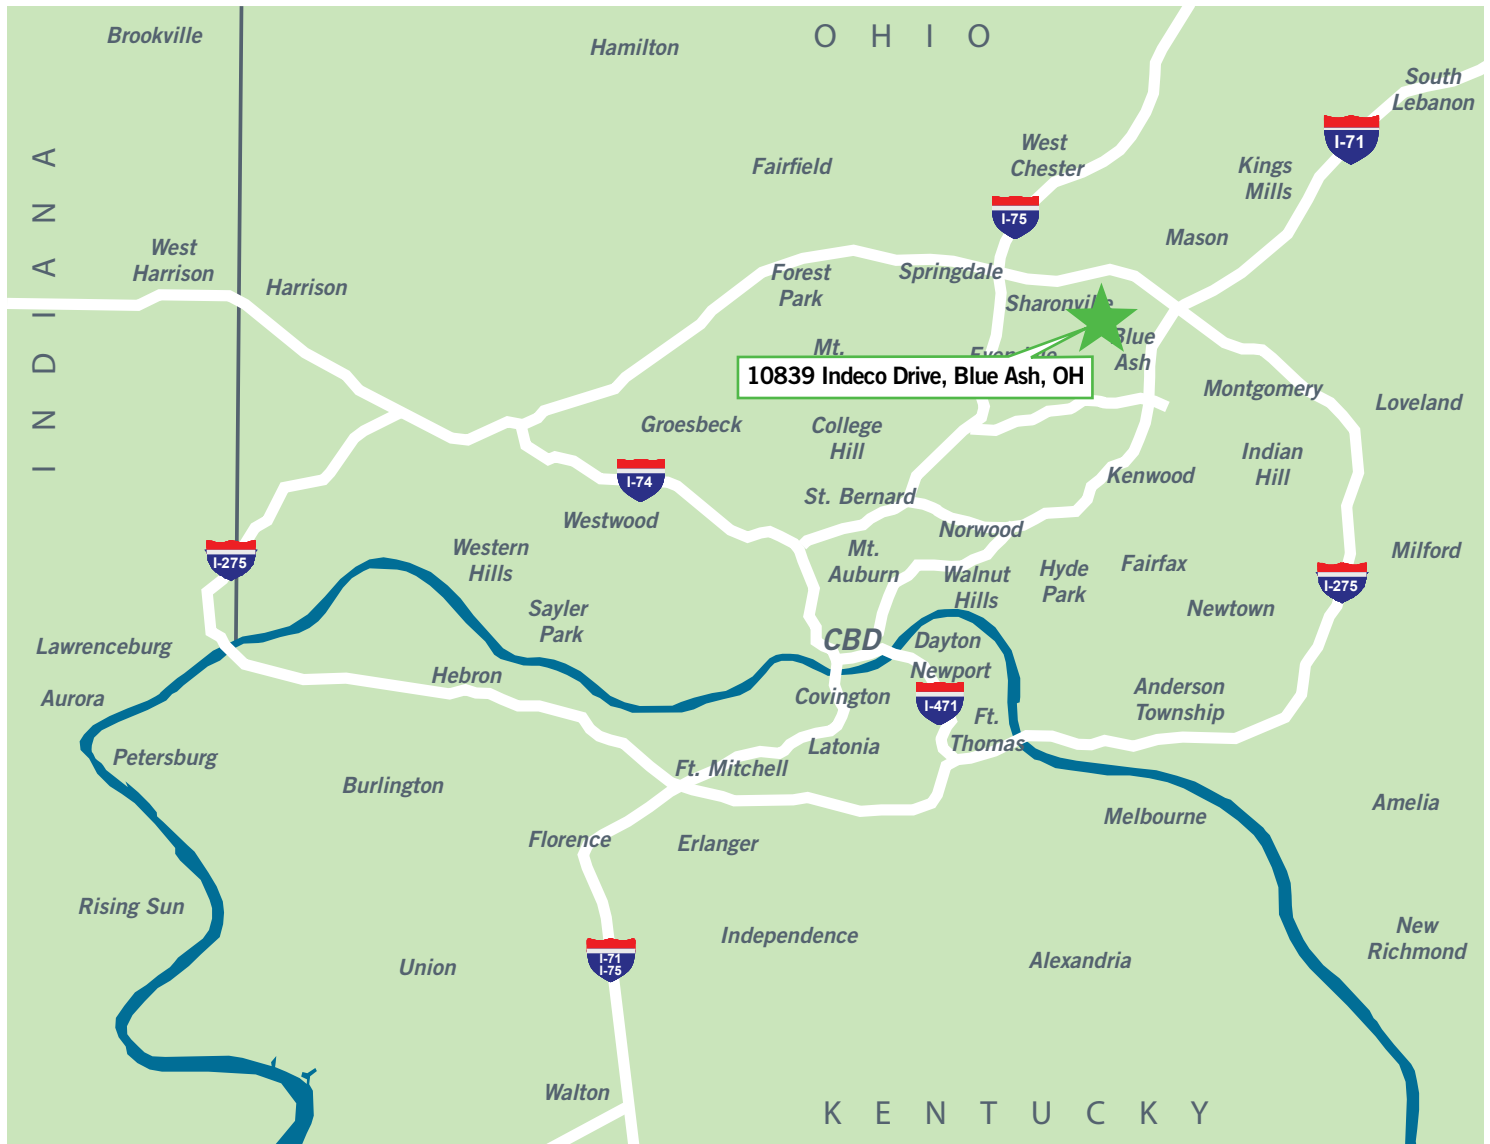 Brookville
Hamilton
OHIO
South
Lebanon
I-71
West
Chester
Fairfield
Kings
Mills
INDIANA
I-75
Mason
West
Harrison
Harrison
Forest
Park
Springdale
Sharonville
Blue
Ash
Mt.
10839 Indeco Drive, Blue Ash, OH
Montgomery
Loveland
Groesbeck
College
Hill
Indian
Hill
Kenwood
I-74
St. Bernard
Westwood
Norwood
Western
Hills
Mt.
Auburn
Milford
I-275
Fairfax
Hyde
Park
Walnut
Hills
I-275
Sayler
Park
Newtown
Lawrenceburg
CBD
Dayton
Newport
Hebron
Aurora
Covington
I-471
Anderson
Township
Ft.
Thomas
Latonia
Petersburg
Ft. Mitchell
Burlington
Amelia
Melbourne
Florence
Erlanger
Rising Sun
New
Richmond
Independence
I-71
I-75
Union
Alexandria
Walton
KENTUCKY